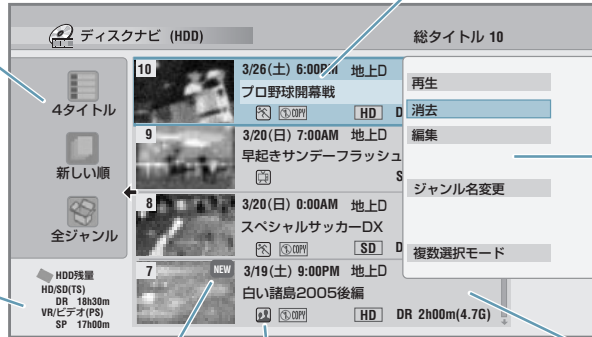 ディスクナビ (HDD)
総タイトル 10
4タイトル
新しい順
全ジャンル
HDD残量
HD/SD(TS)
DR 18h30m
VR/ビデオ(PS)
SP 17h00m
10
3/26(土) 6:00PM 地上D
プロ野球開幕戦
①COPY HD D
9
3/20(日) 7:00AM 地上D
早起きサンデーフラッシュ
S
8
3/20(日) 0:00AM 地上D
スペシャルサッカーDX
①COPY SD D
7 NEW
3/19(土) 9:00PM 地上D
白い諸島2005後編
①COPY HD DR 2h00m(4.7G)
再生
消去
編集
ジャンル名変更
複数選択モード